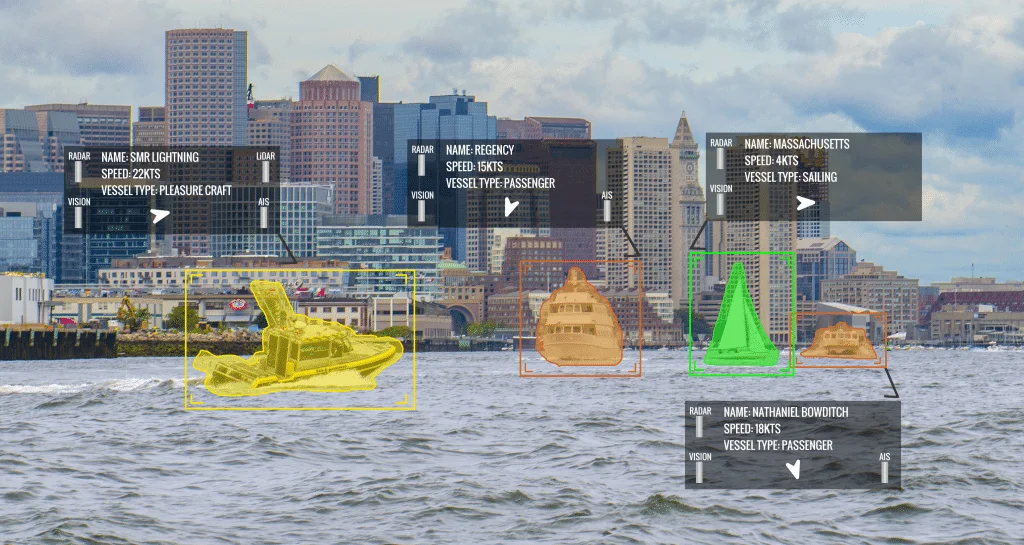 RADAR
NAME: SMR LIGHTNING
LiDAR
SPEED: 22KTS
VESSEL TYPE: PLEASURE CRAFT
VISION
AIS
RADAR
NAME: REGENCY
SPEED: 15KTS
VESSEL TYPE: PASSENGER
VISION
AIS
RADAR
NAME: MASSACHUSETTS
SPEED: 4KTS
VESSEL TYPE: SAILING
VISION
RADAR
NAME: NATHANIEL BOWDITCH
SPEED: 18KTS
VESSEL TYPE: PASSENGER
VISION
AIS